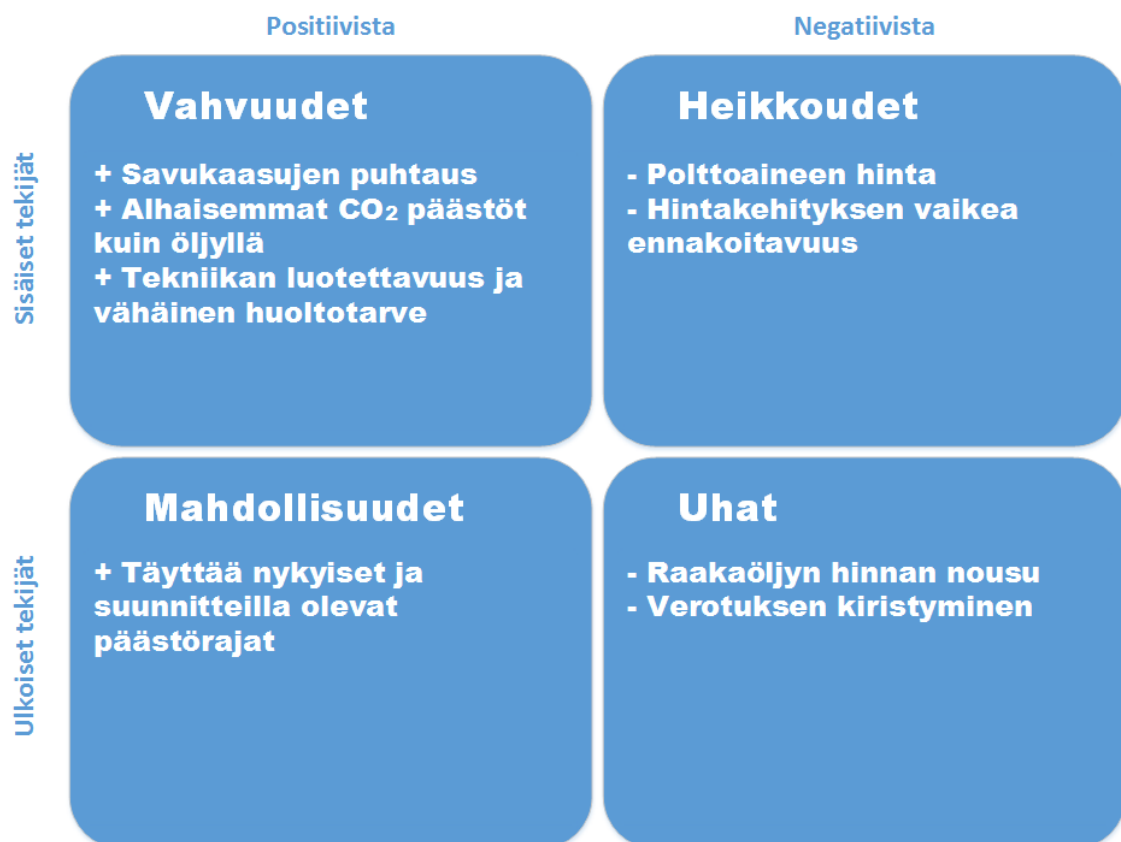 Positiivista
Negatiivista
Sisäiset tekijät
Vahvuudet
+ Savukaasujen puhtaus
+ Alhaisemmat CO₂ päästöt
kuin öljyllä
+ Tekniikan luotettavuus ja
vähäinen huoltotarve
Heikkoudet
- Polttoaineen hinta
- Hintakehityksen vaikea
ennakoitavuus
Ulkoiset tekijät
Mahdollisuudet
+ Täyttää nykyiset ja
suunnitteilla olevat
päästörajat
Uhat
- Raakaöljyn hinnan nousu
- Verotuksen kiristyminen